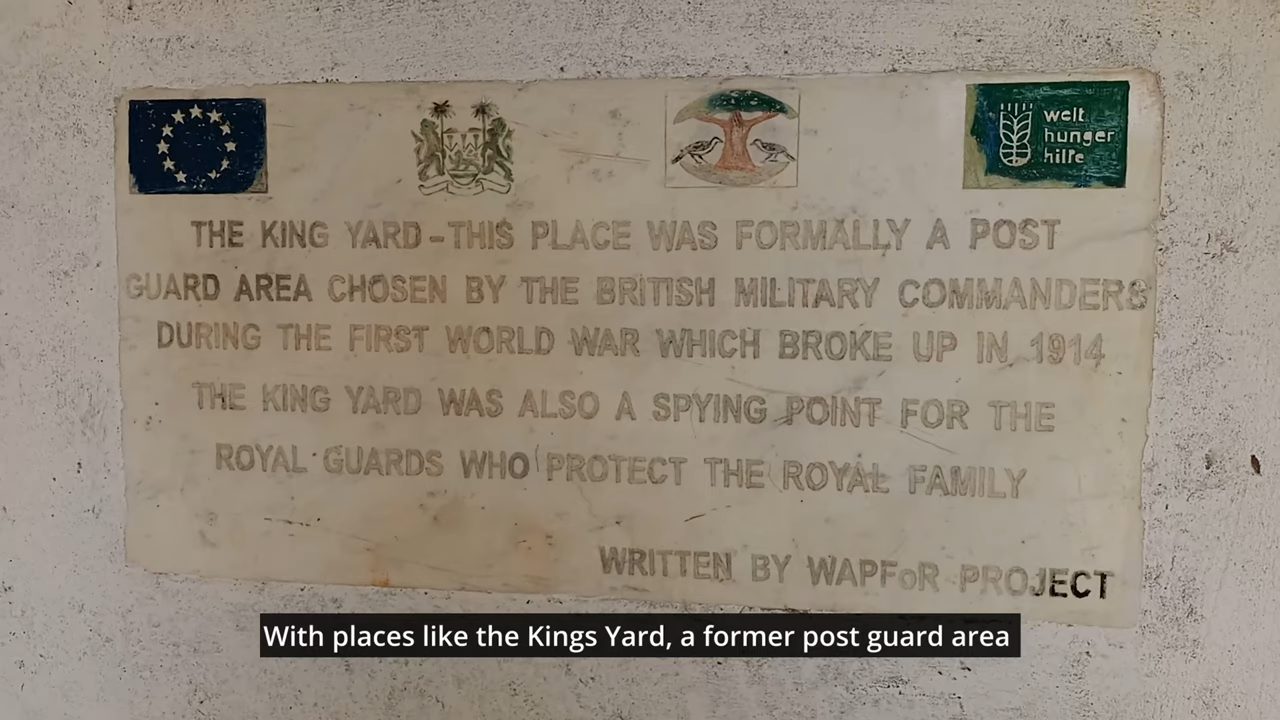 welt
hunger
hilfe
THE KING YARD - THIS PLACE WAS FORMALLY A POST
GUARD AREA CHOSEN BY THE BRITISH MILITARY COMMANDERS
DURING THE FIRST WORLD WAR WHICH BROKE UP IN 1914
THE KING YARD WAS ALSO A SPYING POINT FOR THE
ROYAL GUARDS WHO PROTECT THE ROYAL FAMILY
WRITTEN BY WAPFoR PROJECT
With places like the Kings Yard, a former post guard area